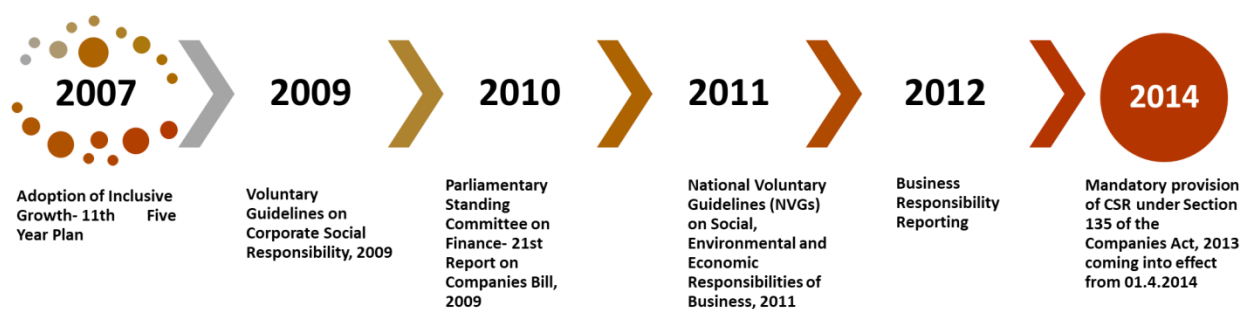 2007
2009
2010
2011
2012
2014
Adoption of Inclusive
Growth- 11th Five
Year Plan
Voluntary
Guidelines on
Corporate Social
Responsibility, 2009
Parliamentary
Standing
Committee on
Finance- 21st
Report on
Companies Bill,
2009
National Voluntary
Guidelines (NVGs)
on Social,
Environmental and
Economic
Responsibilities of
Business, 2011
Business
Responsibility
Reporting
Mandatory provision
of CSR under Section
135 of the
Companies Act, 2013
coming into effect
from 01.4.2014